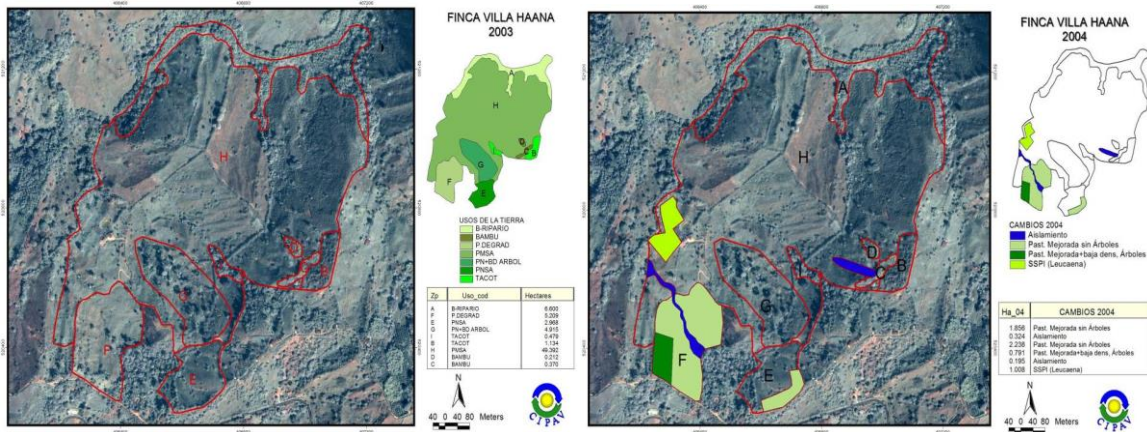 FINCA VILLA HAANA
2003
A
H
G
F
E
D
C
B
USOS DE LA TIERRA
B-RIPARIO
BAMBU
P.DEGRAD
PMSA
PN+BD ARBOL
PNSA
TACOT
Zp Uso_cod Hectares
A B-RIPARIO 6.600
F P.DEGRAD 5.209
E PNSA 2.968
G PN+BD ARBOL 4.915
I TACOT 0.479
B TACOT 1.134
H PMSA 49.392
D BAMBU 0.212
C BAMBU 0.370
N
40 0 40 80 Meters
CIPAV
H
F
E
FINCA VILLA HAANA
2004
CAMBIOS 2004
Aislamiento
Past. Mejorada sin Árboles
Past. Mejorada+baja dens, Árboles
SSPI (Leucaena)
Ha_04 CAMBIOS 2004
1.856 Past. Mejorada sin Árboles
0.324 Aislamiento
2.236 Past. Mejorada sin Árboles
0.791 Past. Mejorada+baja dens, Árboles
0.195 Aislamiento
1.008 SSPI (Leucaena)
N
40 0 40 80 Meters
CIPAV
A
H
D
C
B
I
G
F
E